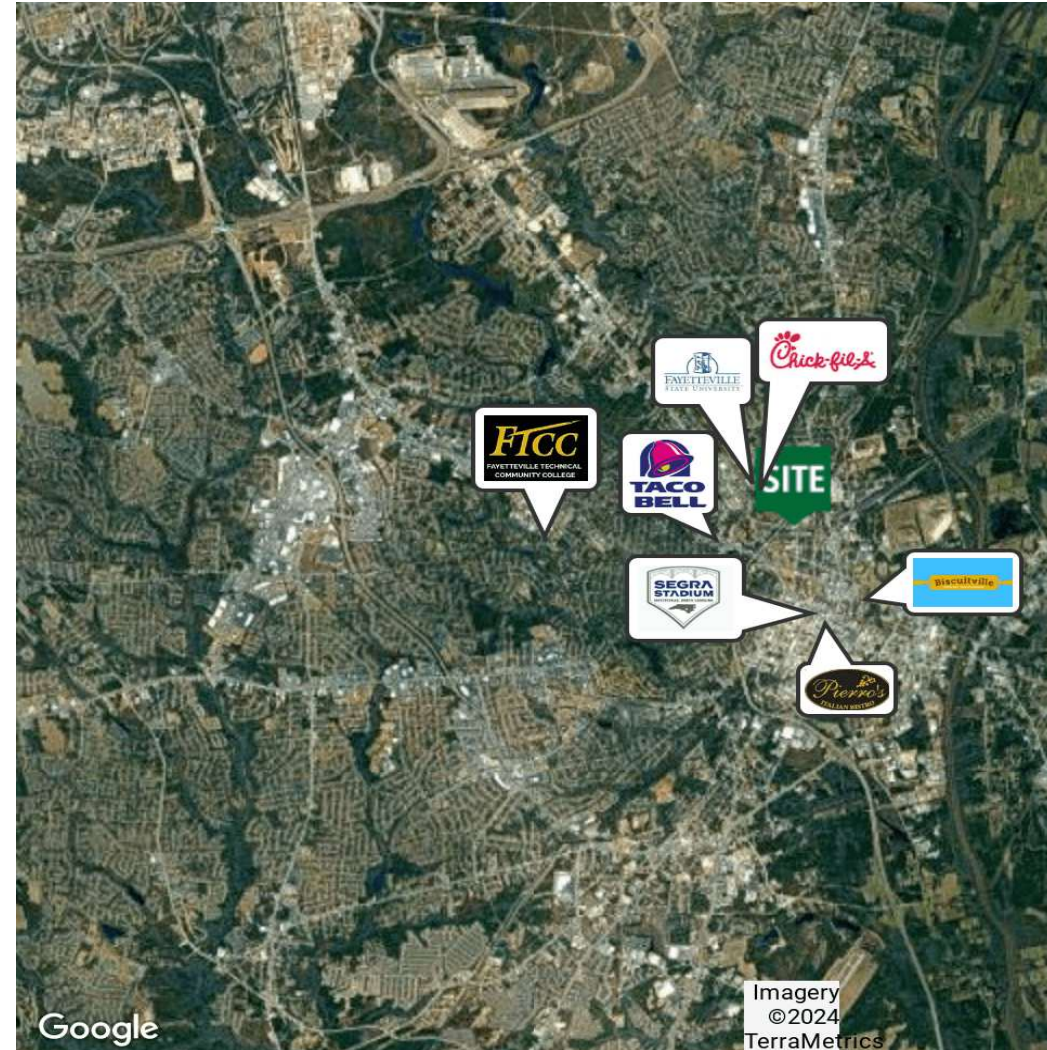 Chick-fil-A
FAYETTEVILLE
STATE UNIVERSITY
FTCC
FAYETTEVILLE TECHNICAL
COMMUNITY COLLEGE
TACO
BELL
SITE
SEGRA
STADIUM
Biscuitville
Pierro's
ITALIAN BISTRO
Imagery
©2024
TerraMetrics
Google